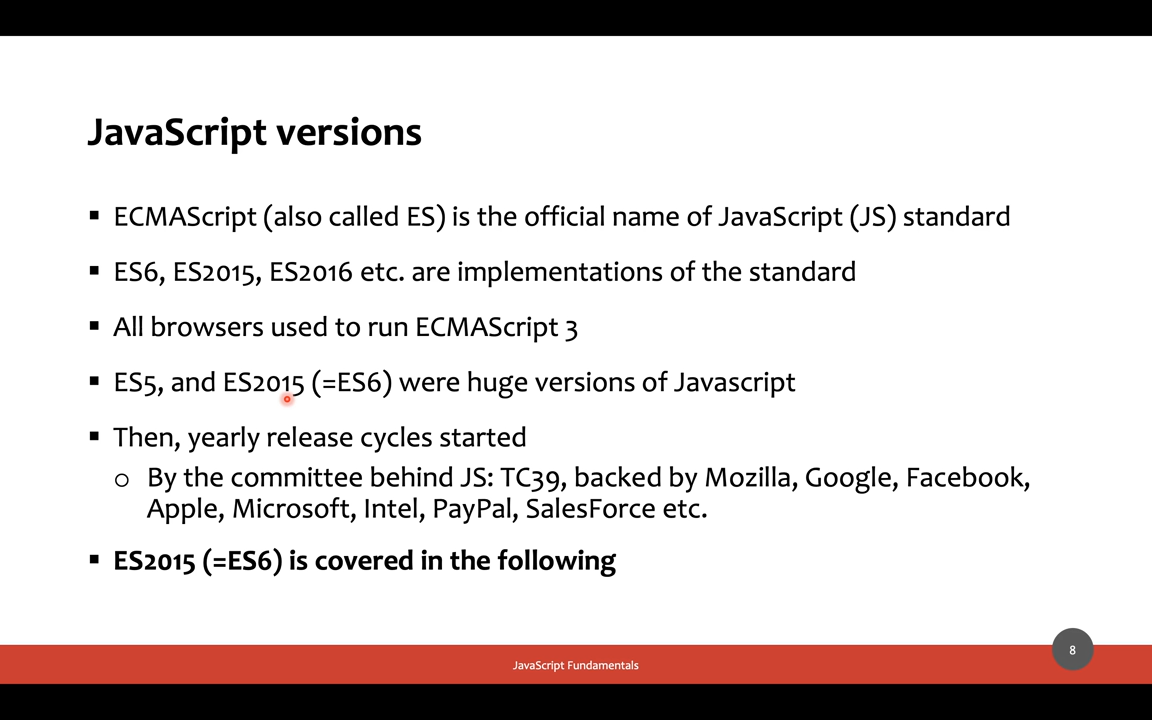 JavaScript versions
▪ ECMAScript (also called ES) is the official name of JavaScript (JS) standard
▪ ES6, ES2015, ES2016 etc. are implementations of the standard
▪ All browsers used to run ECMAScript 3
▪ ES5, and ES2015 (=ES6) were huge versions of Javascript
▪ Then, yearly release cycles started
o By the committee behind JS: TC39, backed by Mozilla, Google, Facebook,
Apple, Microsoft, Intel, PayPal, SalesForce etc.
▪ ES2015 (=ES6) is covered in the following
8
JavaScript Fundamentals